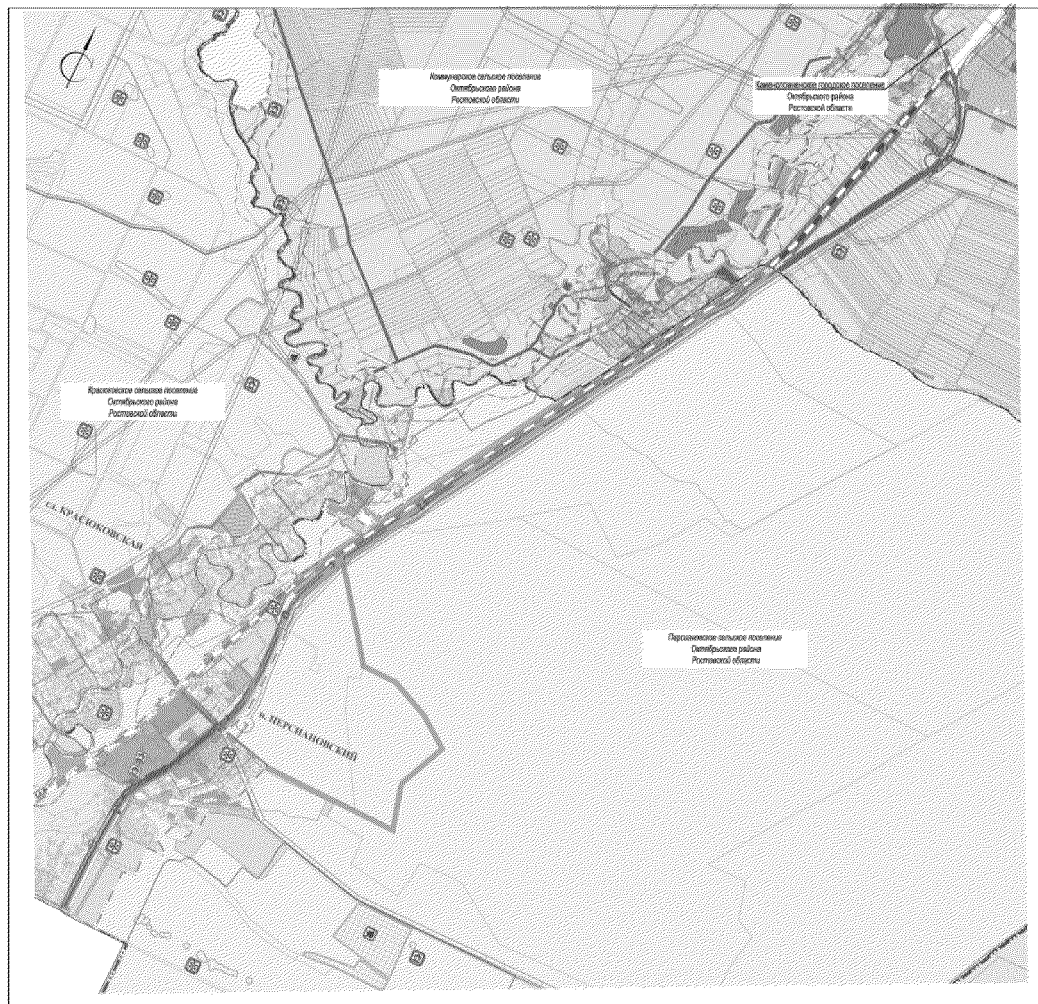 Коммунарское сельское поселение
Октябрьского района
Ростовской области
Каменоломненское городское поселение
Октябрьского района
Ростовской области
Красюковское сельское поселение
Октябрьского района
Ростовской области
сл. КРАСЮКОВСКАЯ
Персиановское сельское поселение
Октябрьского района
Ростовской области
п. ПЕРСИАНОВСКИЙ